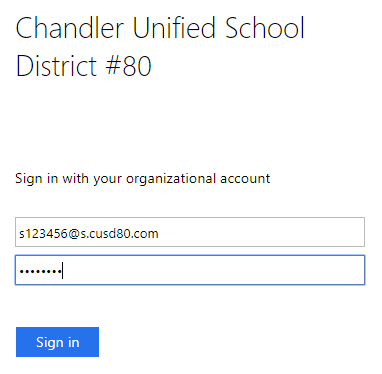 Chandler Unified School
District #80
Sign in with your organizational account
s123456@s.cusd80.com
••••••••
Sign in